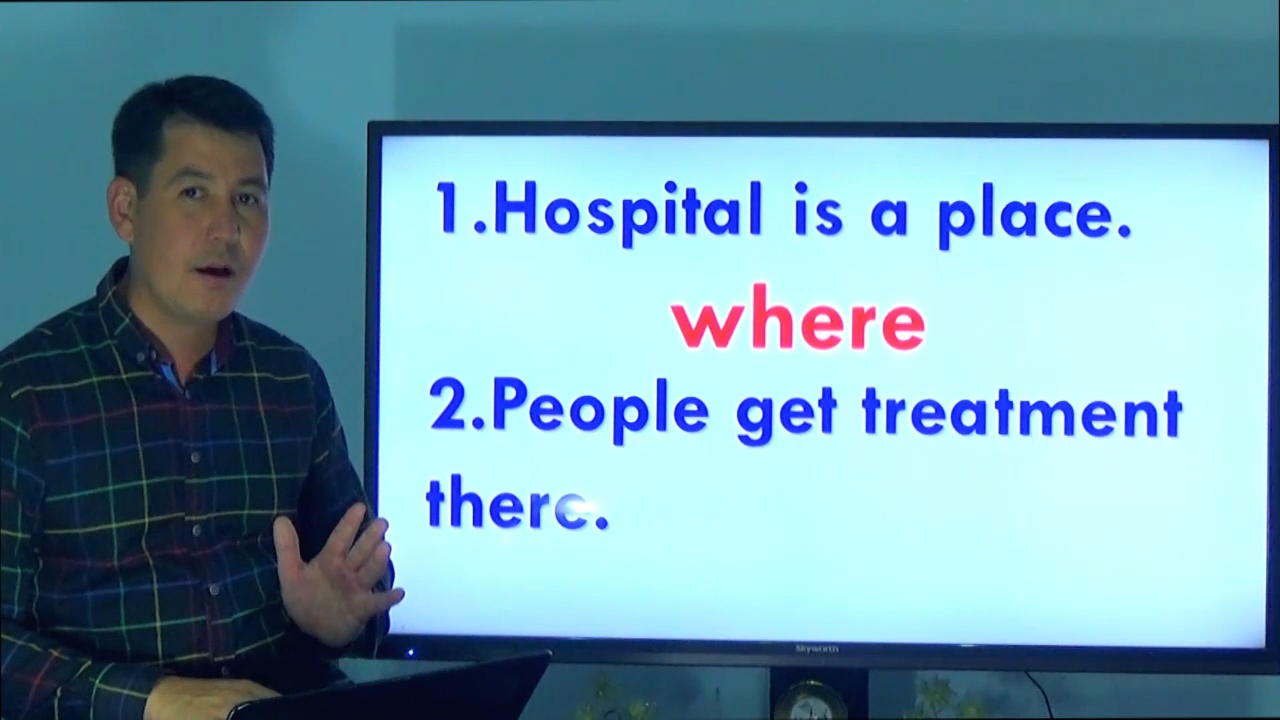 1.Hospital is a place.
where
2.People get treatment
there.
Skyworth